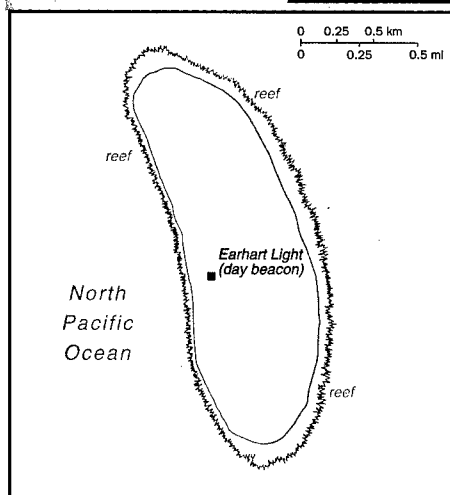 0 0.25 0.5 km
0 0.25 0.5 mi
reef
reef
Earhart Light
(day beacon)
North
Pacific
Ocean
reef